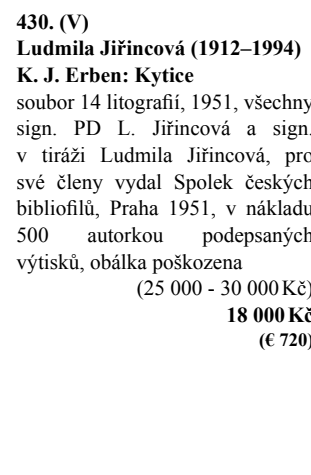 430. (V)
Ludmila Jiřincová (1912–1994)
K. J. Erben: Kytice
soubor 14 litografií, 1951, všechny
sign. PD L. Jiřincová a sign.
v tiráži Ludmila Jiřincová, pro
své členy vydal Spolek českých
bibliofilů, Praha 1951, v nákladu
500 autorkou podepsaných
výtisků, obálka poškozena
(25 000 - 30 000 Kč)
18 000 Kč
(€ 720)